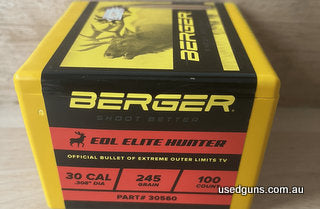 BERGER
BERGER.
SHOOT BETTER
EOL ELITE HUNTER
OFFICIAL BULLET OF EXTREME OUTER LIMITS TV
30 CAL 245 100
.308" DIA GRAIN COUNT
PART# 30560
usedguns.com.au